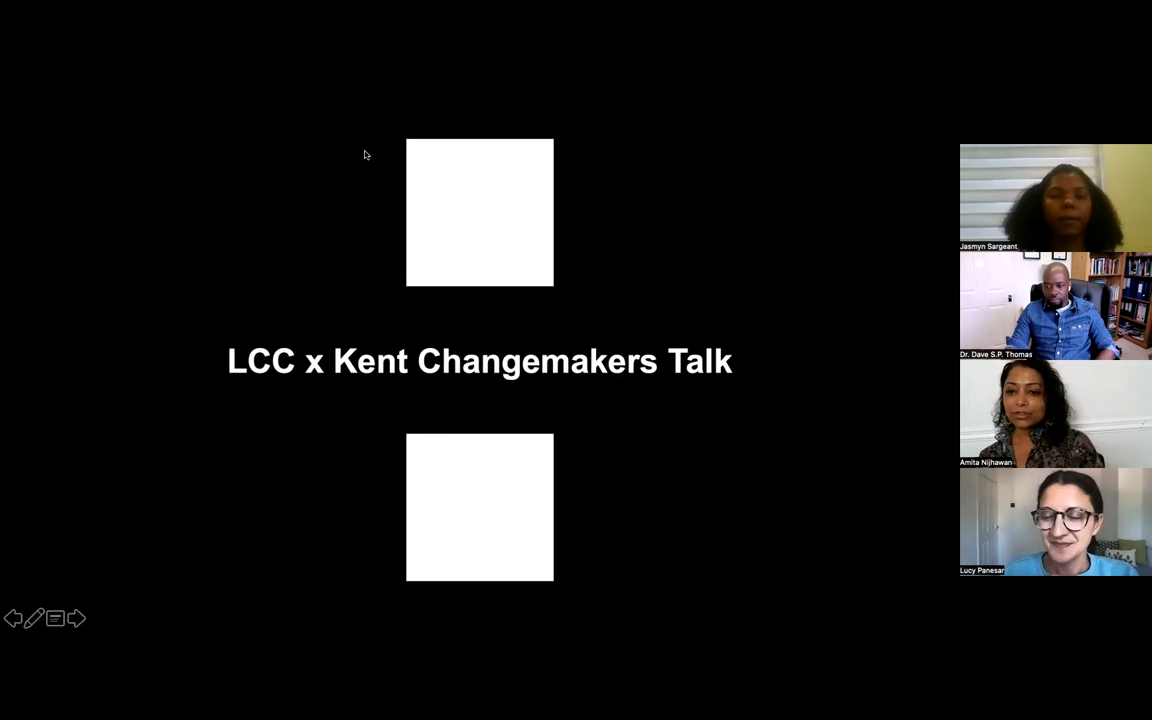 LCC x Kent Changemakers Talk
Jasmyn Sargeant
Dr. Dave S.P. Thomas
Amita Nijhawan
Lucy Panesar